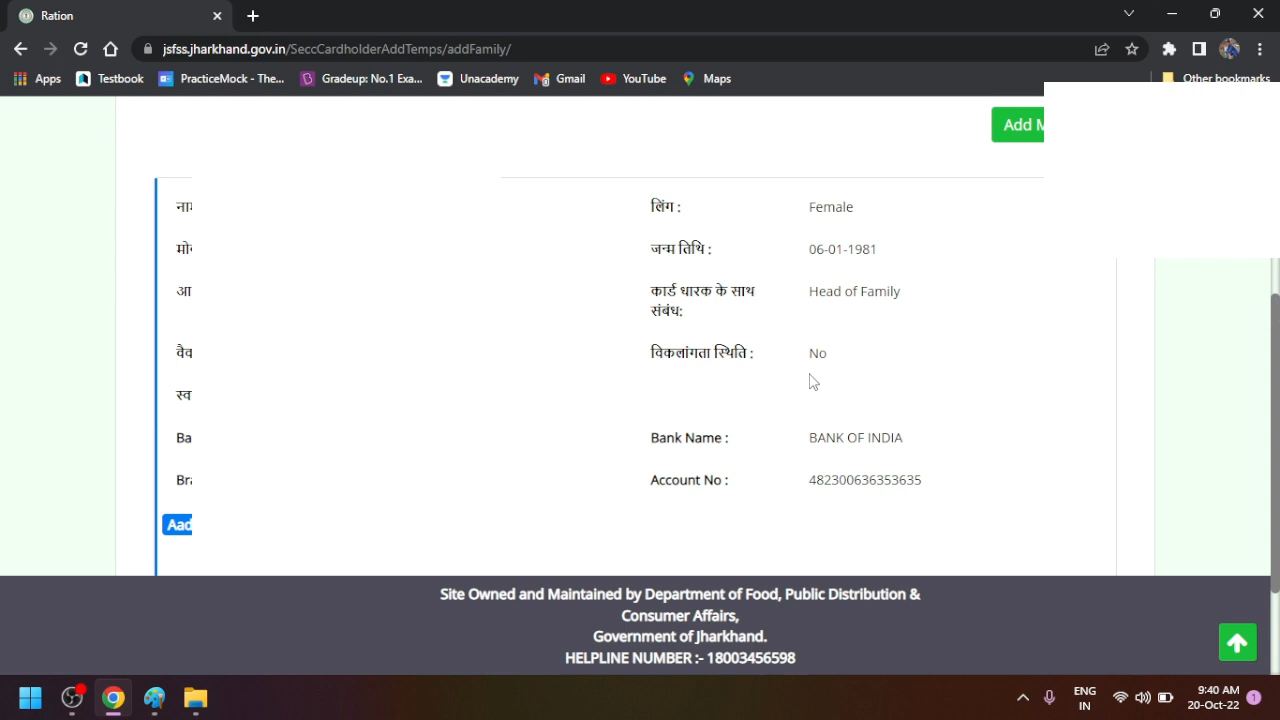 Ration
jsfss.jharkhand.gov.in/SeccCardholderAddTemps/addFamily/
Apps Testbook PracticeMock - The... Gradeup: No.1 Exa... Unacademy Gmail YouTube Maps Other bookmarks
Add
लिंग : Female
जन्म तिथि : 06-01-1981
कार्ड धारक के साथ Head of Family
संबंध:
विकलांगता स्थिति : No
Bank Name : BANK OF INDIA
Account No : 482300636353635
Site Owned and Maintained by Department of Food, Public Distribution &
Consumer Affairs,
Government of Jharkhand.
HELPLINE NUMBER :- 18003456598
ENG 9:40 AM
IN 20-Oct-22 1